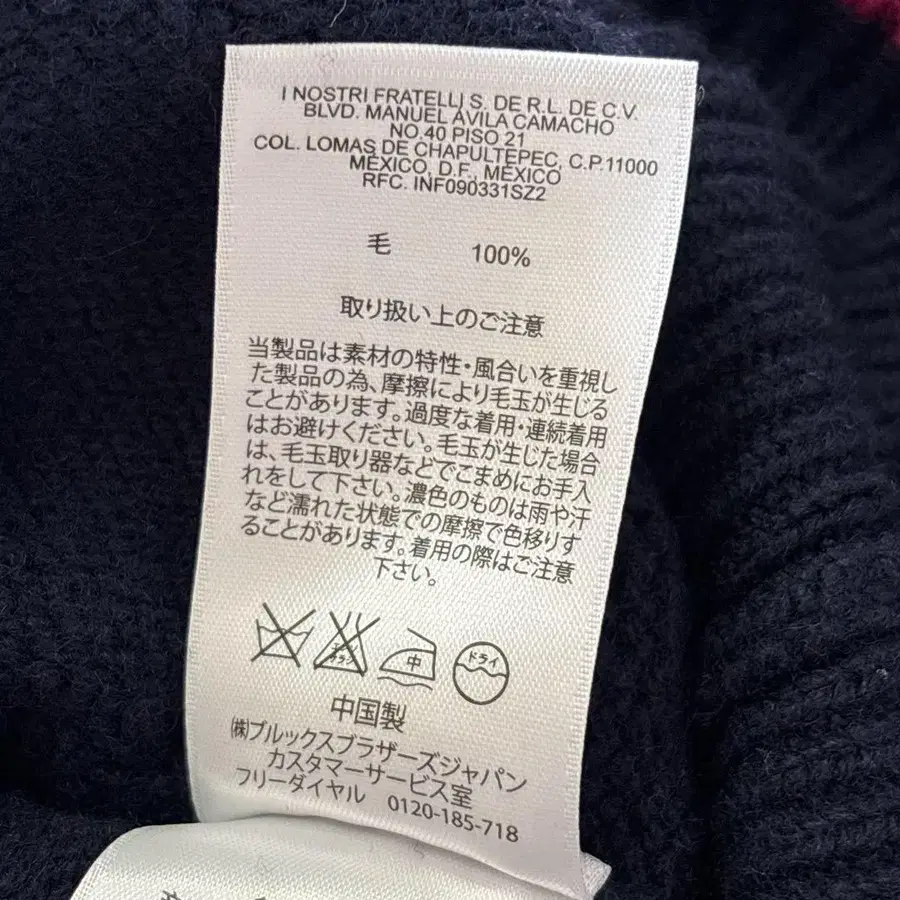 I NOSTRI FRATELLI S. DE R.L. DE C.V.
BLVD. MANUEL ÁVILA CAMACHO
NO.40 PISO 21
COL. LOMAS DE CHAPULTEPEC, C.P.11000
MÉXICO, D.F., MÉXICO
RFC. INF090331SZ2
毛 100%
取り扱い上のご注意
当製品は素材の特性・風合いを重視し
た製品の為、摩擦により毛玉が生じる
ことがあります。過度な着用・連続着用
はお避けください。毛玉が生じた場合
は、毛玉取り器などでこまめにお手入
れをして下さい。濃色のものは雨や汗
など濡れた状態での摩擦で色移りす
ることがあります。着用の際はご注意
下さい。
エンソ サラシ 中 ドライ
中国製
㈱ブルックスブラザーズジャパン
カスタマーサービス室
フリーダイヤル 0120-185-718